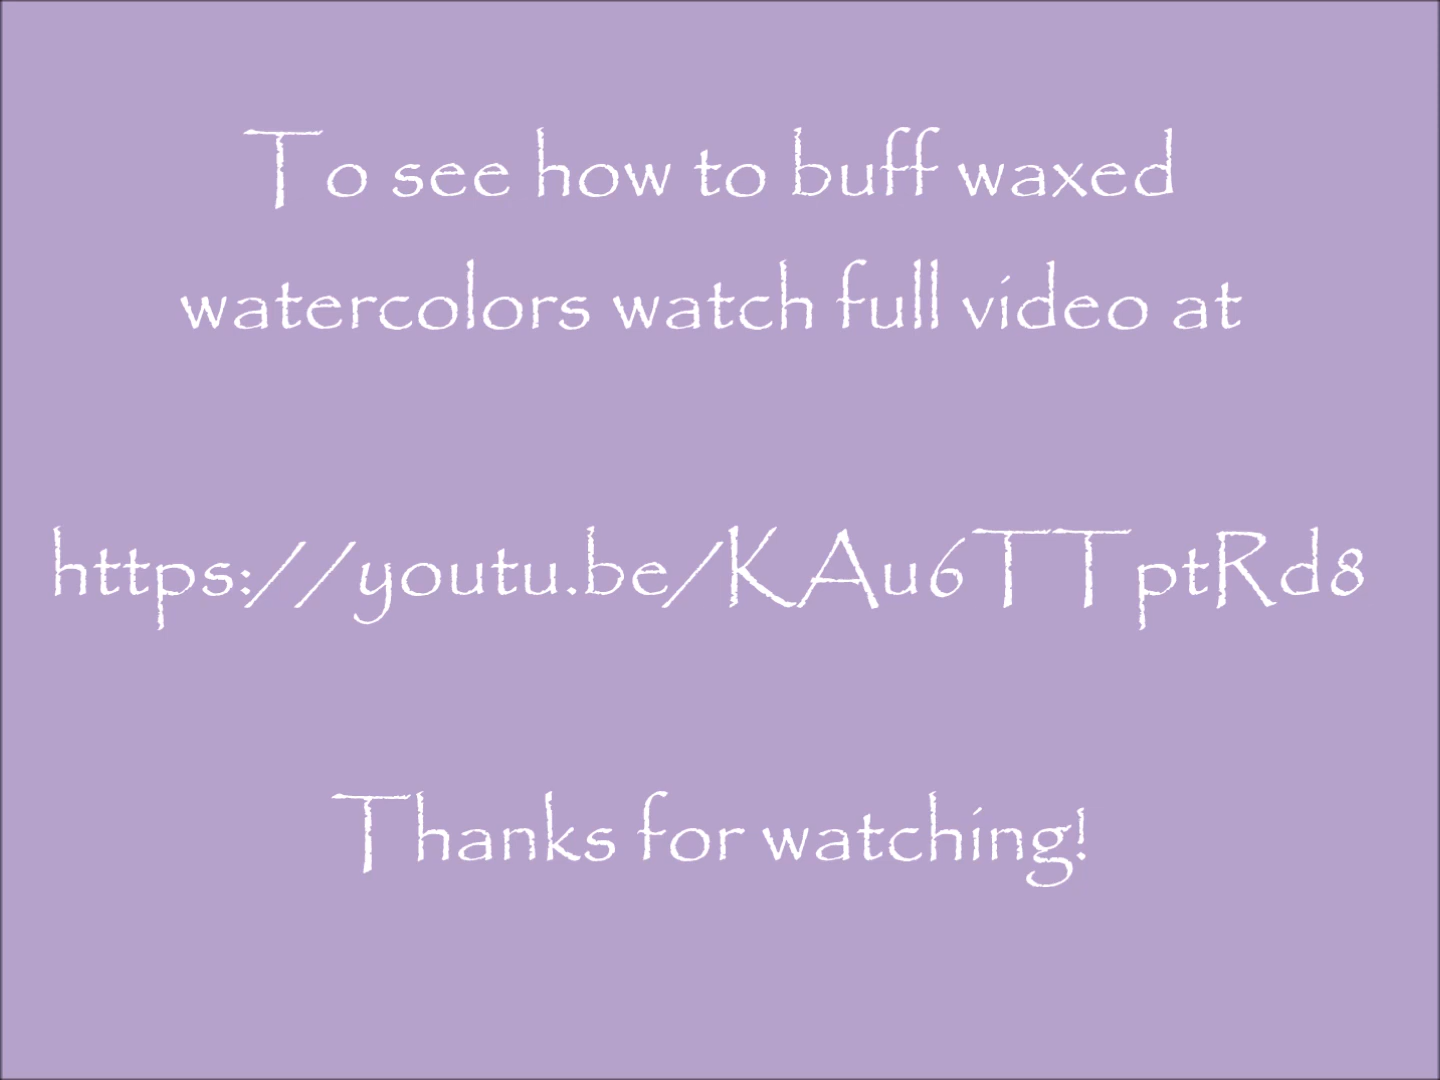 To see how to buff waxed
watercolors watch full video at
https://youtu.be/KAu6TTptRd8
Thanks for watching!